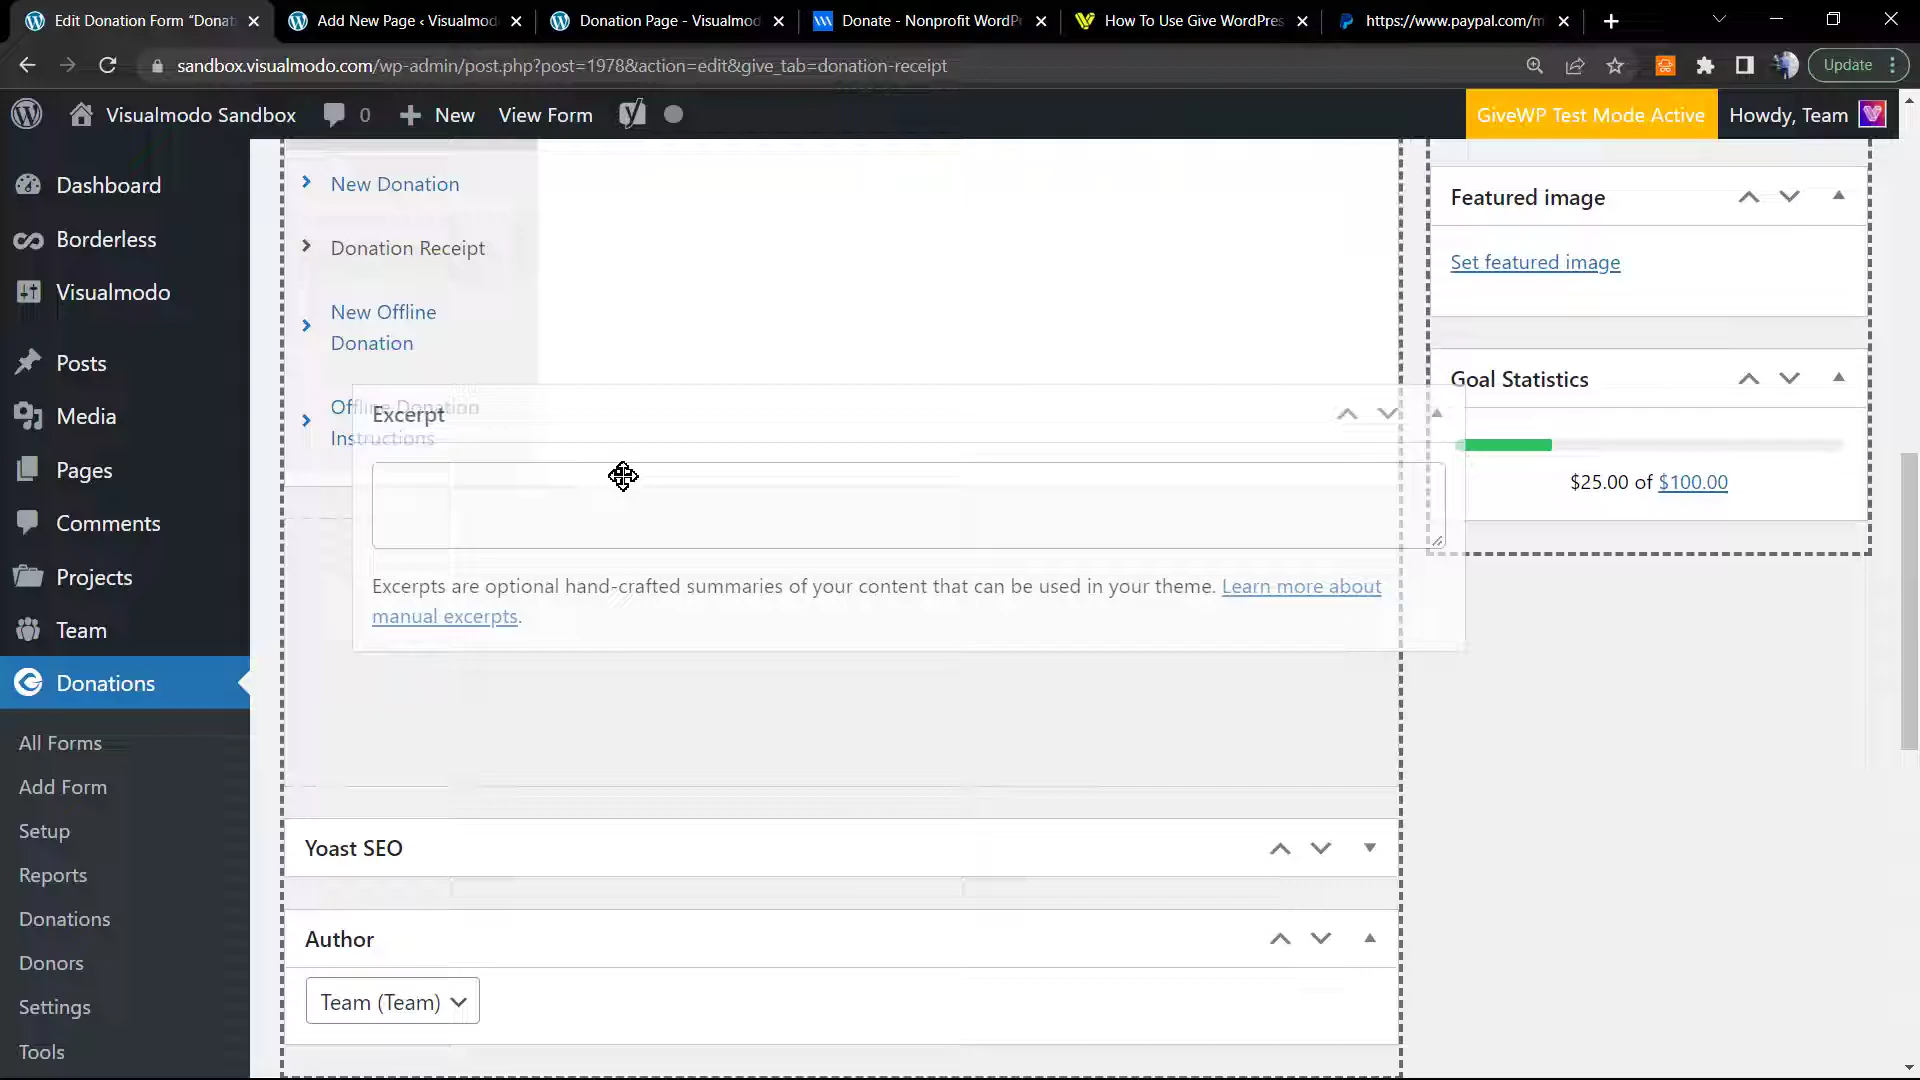 Edit Donation Form “Donat
Add New Page ‹ Visualmod
Donation Page - Visualmod
Donate - Nonprofit WordPr
How To Use Give WordPres
https://www.paypal.com/m
sandbox.visualmodo.com/wp-admin/post.php?post=1978&action=edit&give_tab=donation-receipt
Update
Visualmodo Sandbox
0
New
View Form
GiveWP Test Mode Active
Howdy, Team
Dashboard
Borderless
Visualmodo
Posts
Media
Pages
Comments
Projects
Team
Donations
All Forms
Add Form
Setup
Reports
Donations
Donors
Settings
Tools
New Donation
Donation Receipt
New Offline
Donation
Offline Donation
Instructions
Excerpt
Excerpts are optional hand-crafted summaries of your content that can be used in your theme. Learn more about
manual excerpts.
Yoast SEO
Author
Team (Team)
Featured image
Set featured image
Goal Statistics
$25.00 of $100.00